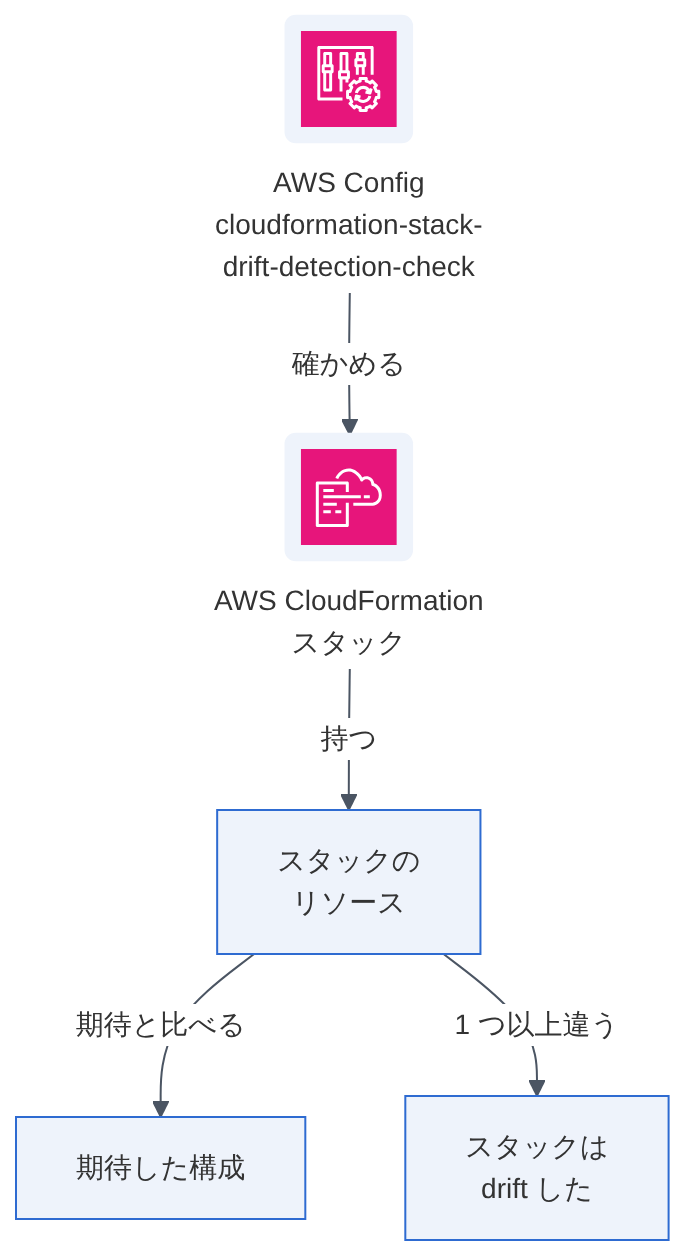 AWS Config
cloudformation-stack-
drift-detection-check
確かめる
AWS CloudFormation
スタック
持つ
スタックの
リソース
期待と比べる
1 つ以上違う
期待した構成
スタックは
drift した